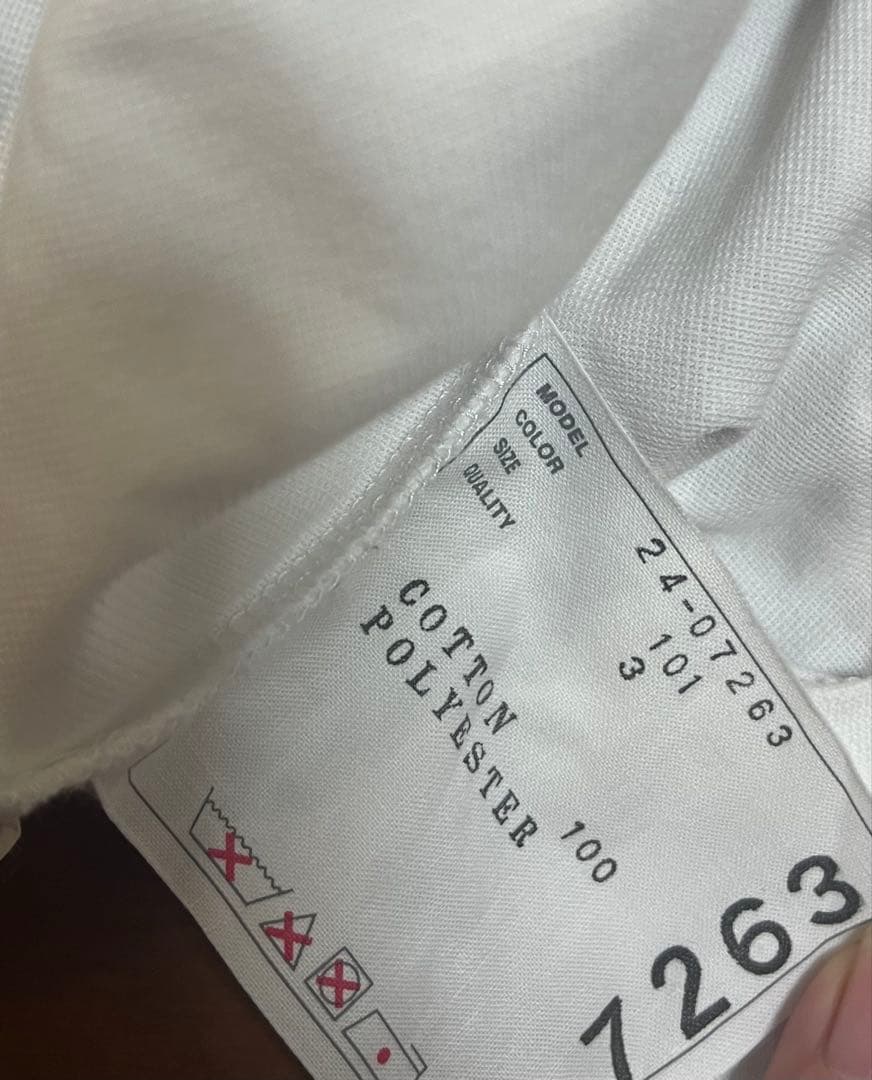 MODEL 24-07263
COLOR 101
SIZE 3
QUALITY
COTTON 100
POLYESTER
7263